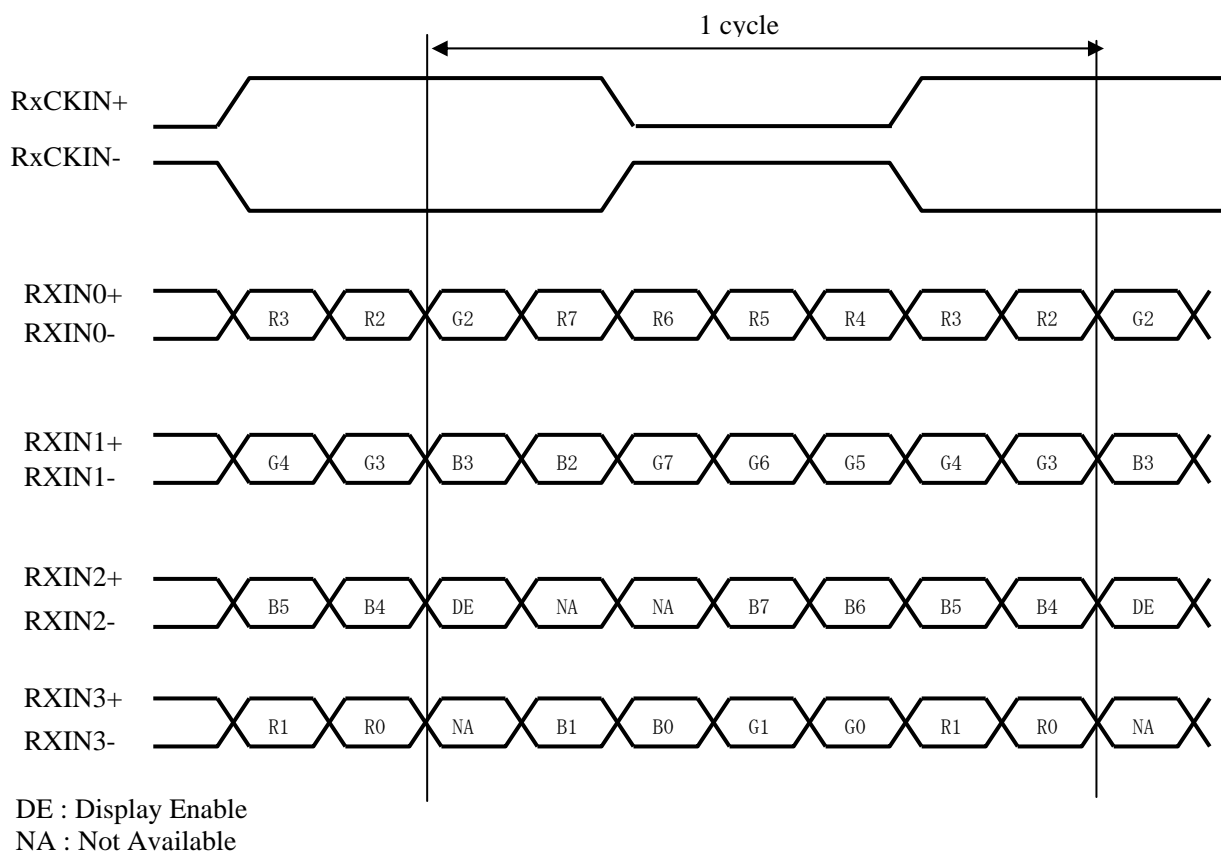 1 cycle
RxCKIN+
RxCKIN-
RXIN0+
RXIN0-
R3 R2 G2 R7 R6 R5 R4 R3 R2 G2
RXIN1+
RXIN1-
G4 G3 B3 B2 G7 G6 G5 G4 G3 B3
RXIN2+
RXIN2-
B5 B4 DE NA NA B7 B6 B5 B4 DE
RXIN3+
RXIN3-
R1 R0 NA B1 B0 G1 G0 R1 R0 NA
DE : Display Enable
NA : Not Available